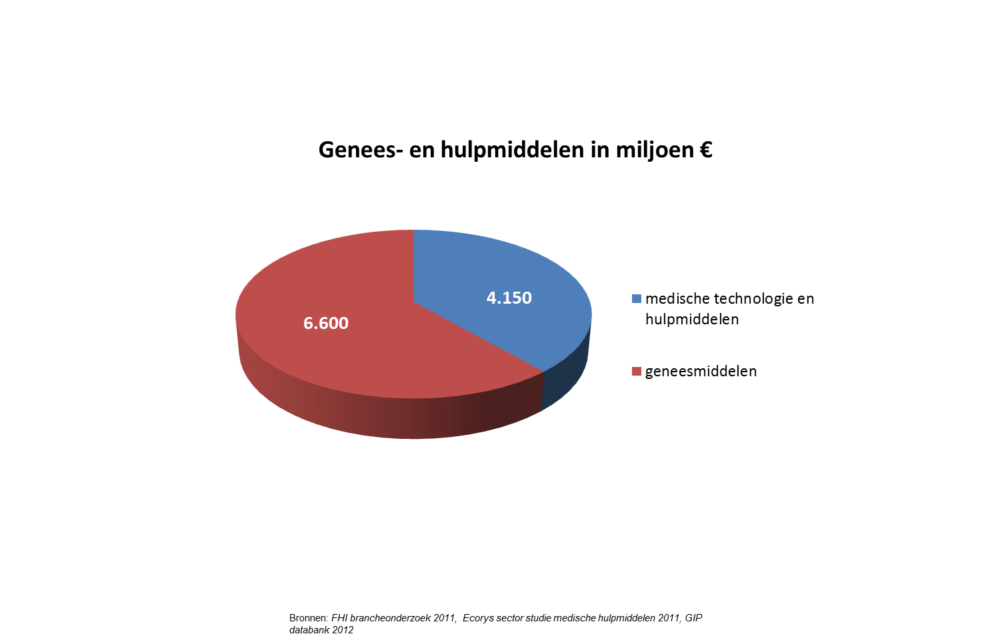 Genees- en hulpmiddelen in miljoen €
4.150
6.600
medische technologie en
hulpmiddelen
geneesmiddelen
Bronnen: FHI brancheonderzoek 2011, Ecorys sector studie medische hulpmiddelen 2011, GIP
databank 2012